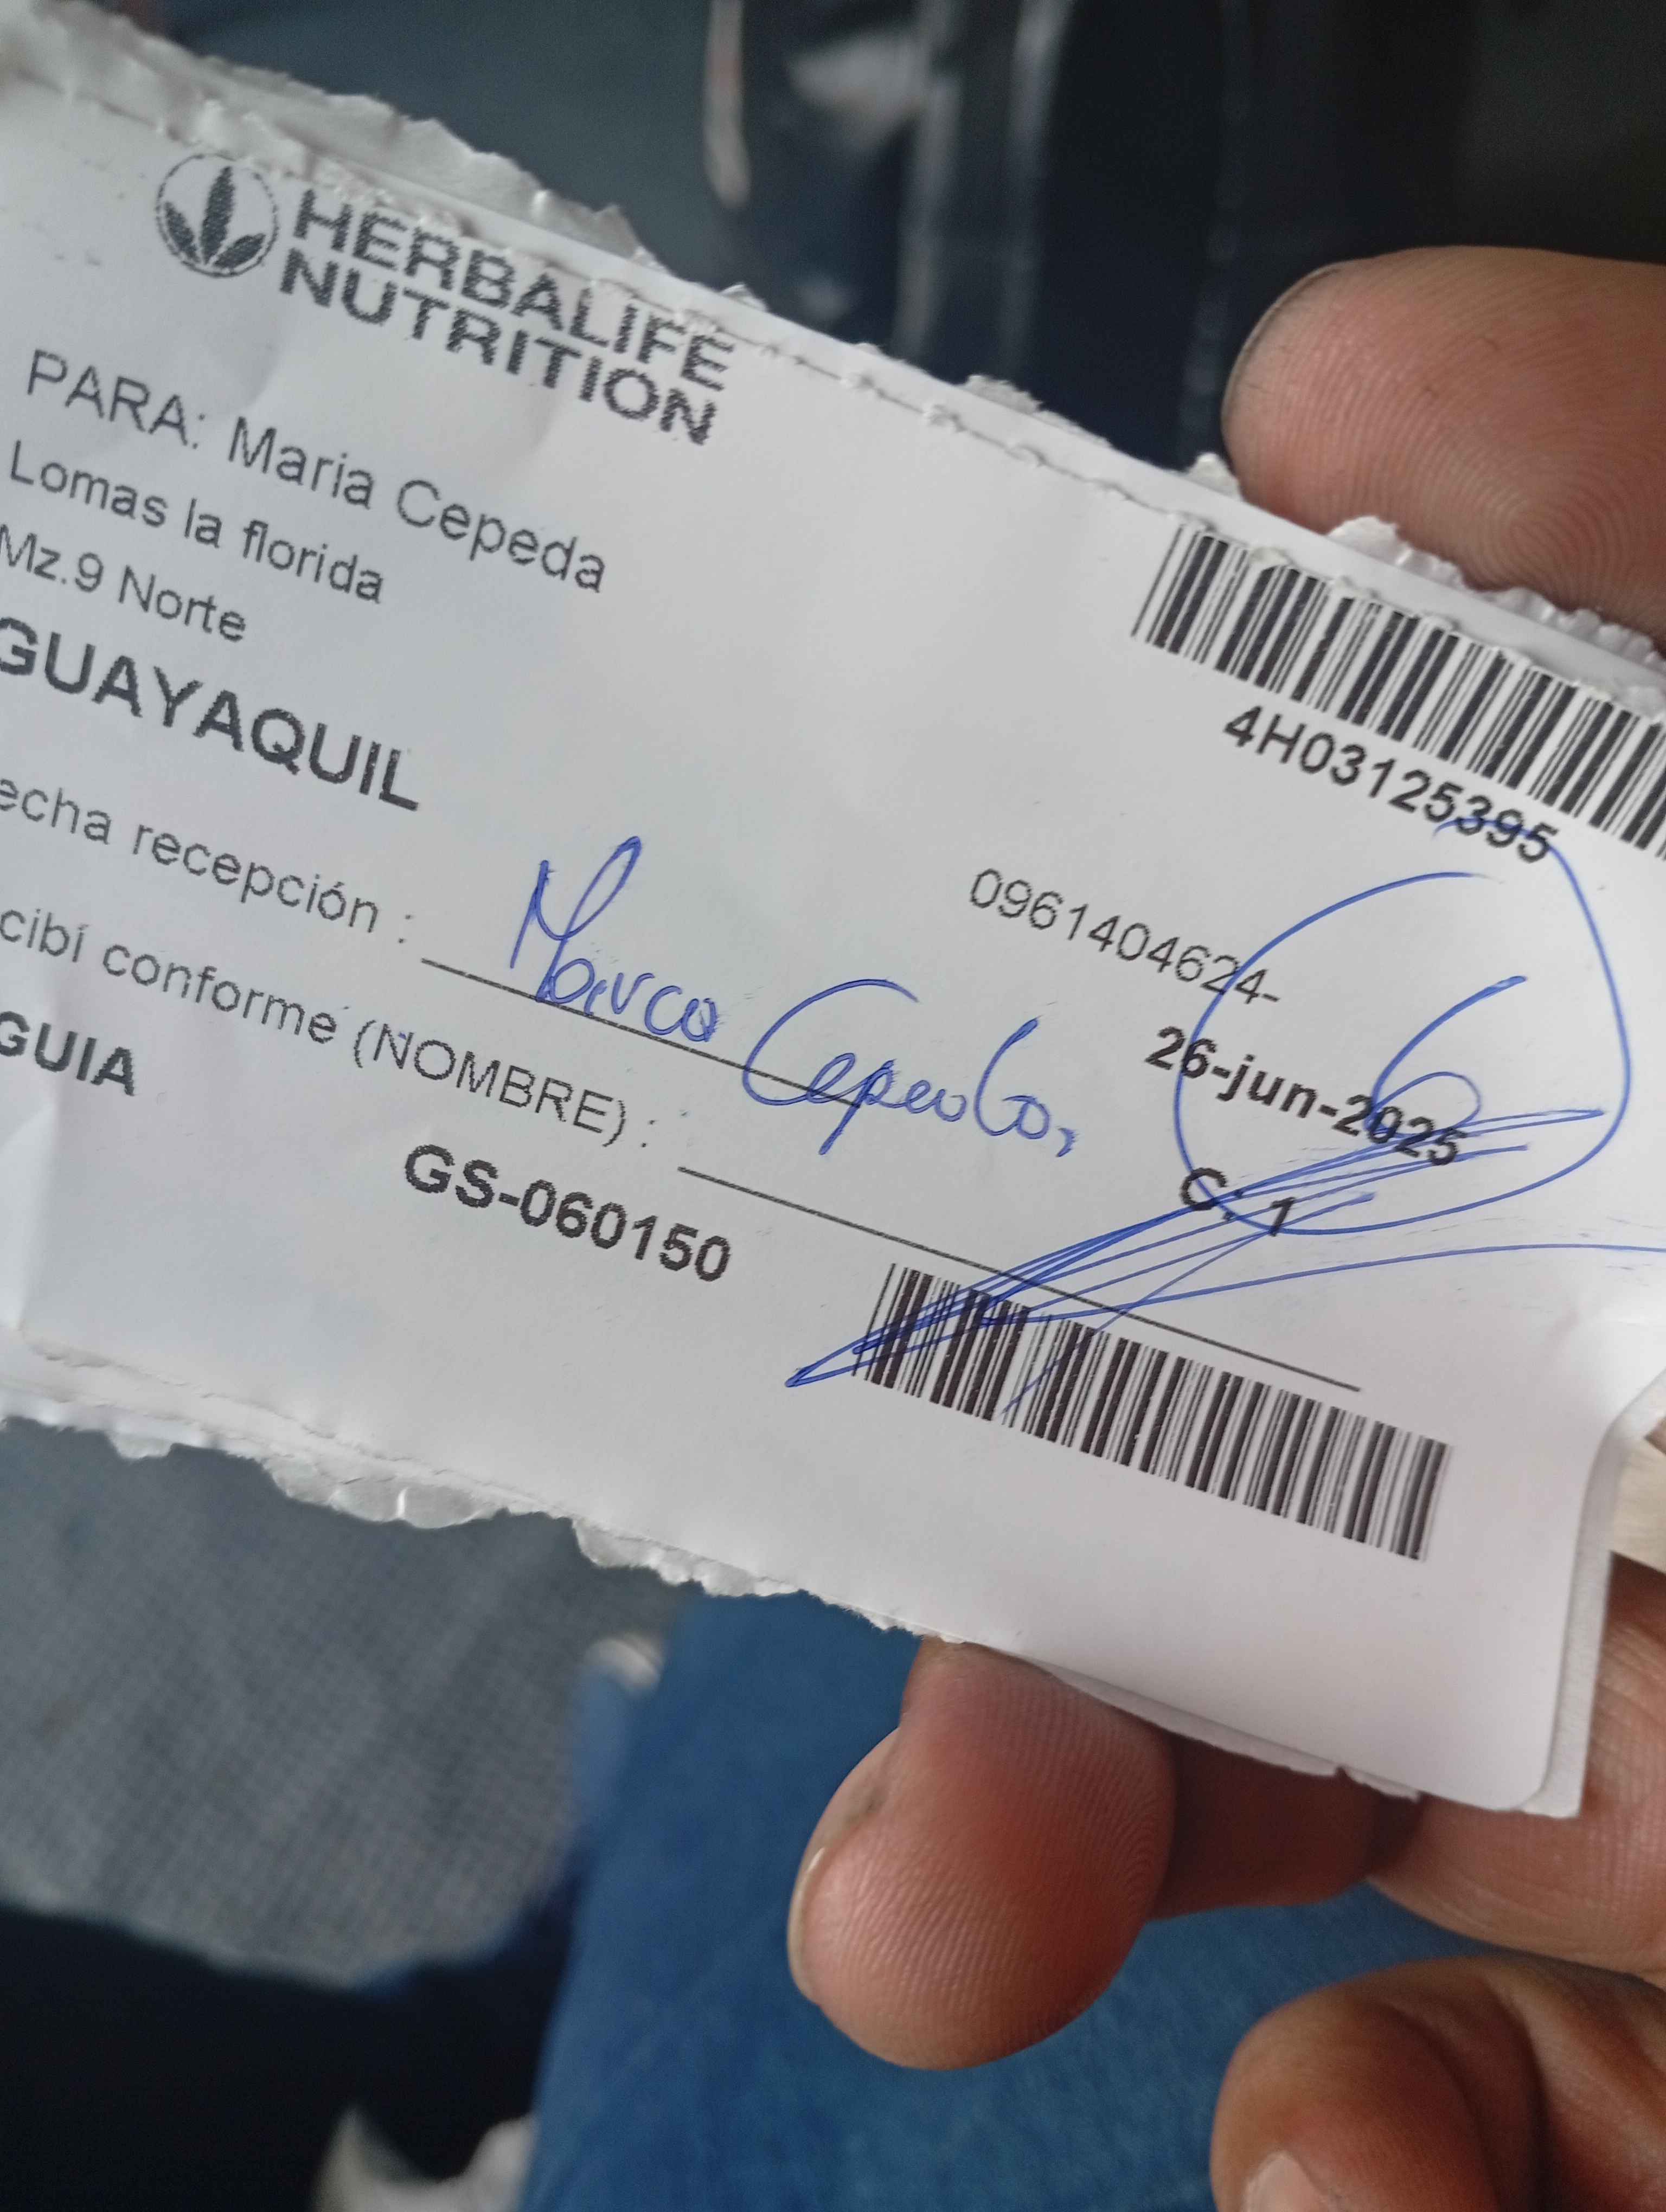 HERBALIFE
NUTRITION
PARA: Maria Cepeda
Lomas la florida
Mz.9 Norte
GUAYAQUIL
4H03125395
0961404624-
echa recepción :
Marco Cepeda,
26-jun-2025
cibí conforme (NOMBRE) :
C. 1
GUIA
GS-060150